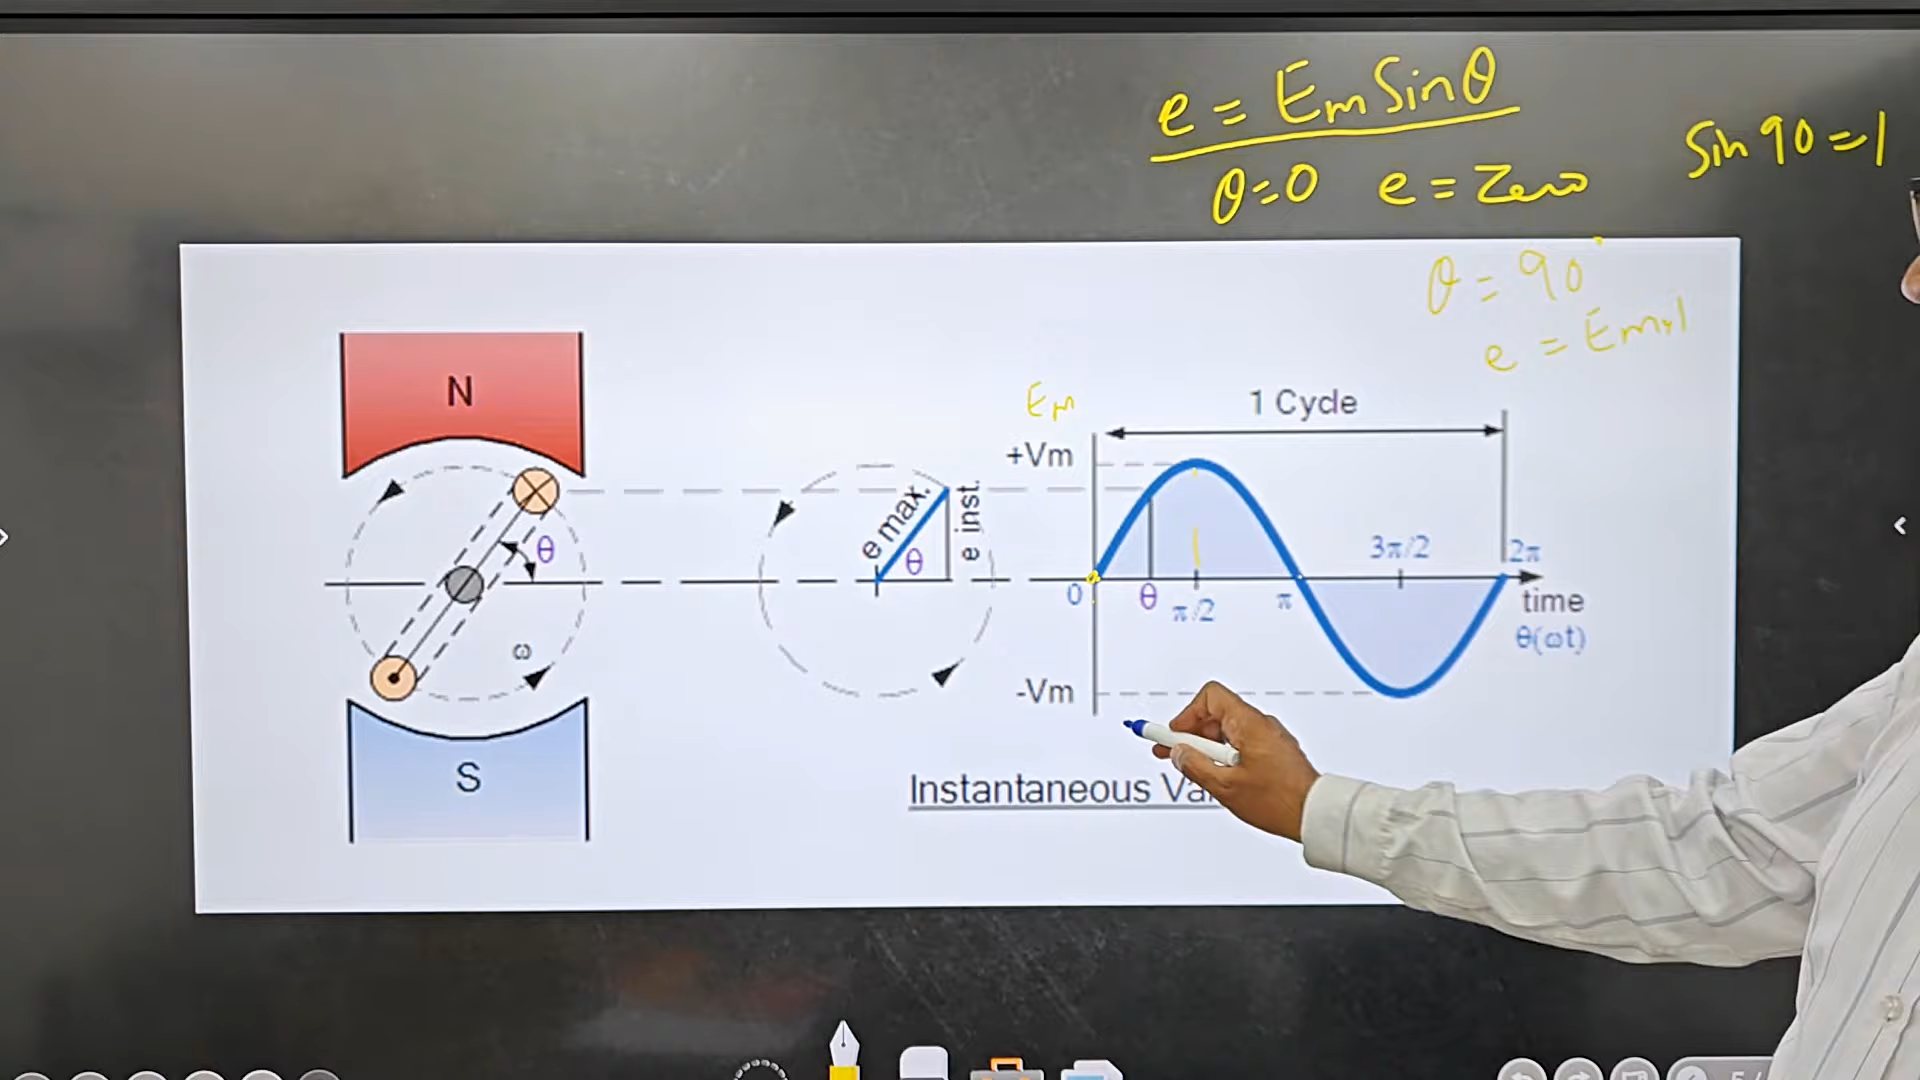 e = Em Sinθ
Sin 90 = 1
θ = 0 e = Zero
θ = 90°
e = Em×1
N
Em
1 Cycle
+Vm
θ
e max.
θ
e inst.
3π/2
2π
0
θ
π/2
π
time
θ(ωt)
ω
-Vm
S
Instantaneous